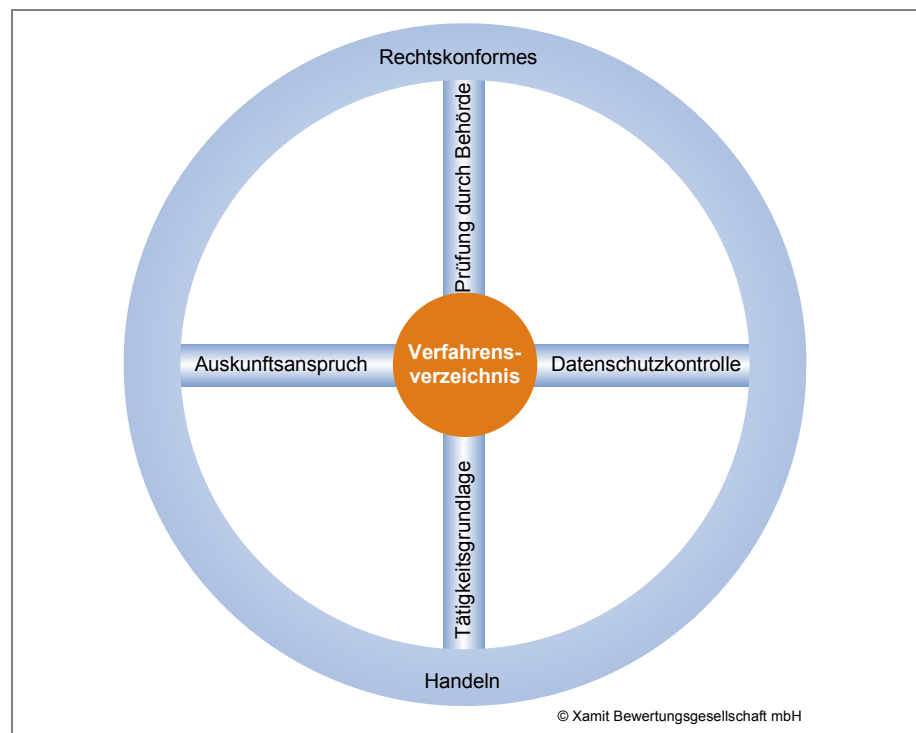 Rechtskonformes
Prüfung durch Behörde
Auskunftsanspruch
Verfahrens-
verzeichnis
Datenschutzkontrolle
Tätigkeitsgrundlage
Handeln
© Xamit Bewertungsgesellschaft mbH